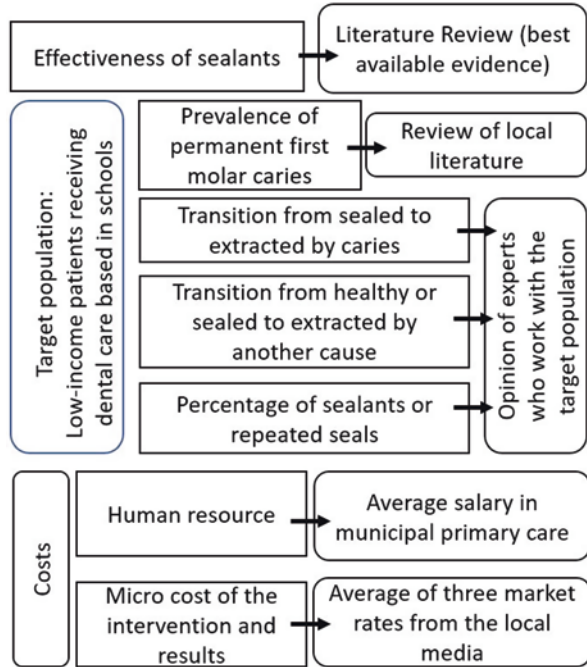 Effectiveness of sealants
Literature Review (best
available evidence)
Target population:
Low-income patients receiving
dental care based in schools
Prevalence of
permanent first
molar caries
Review of local
literature
Transition from sealed to
extracted by caries
Transition from healthy or
sealed to extracted by
another cause
Percentage of sealants or
repeated seals
Opinion of experts
who work with the
target population
Costs
Human resource
Average salary in
municipal primary care
Micro cost of the
intervention and
results
Average of three market
rates from the local
media